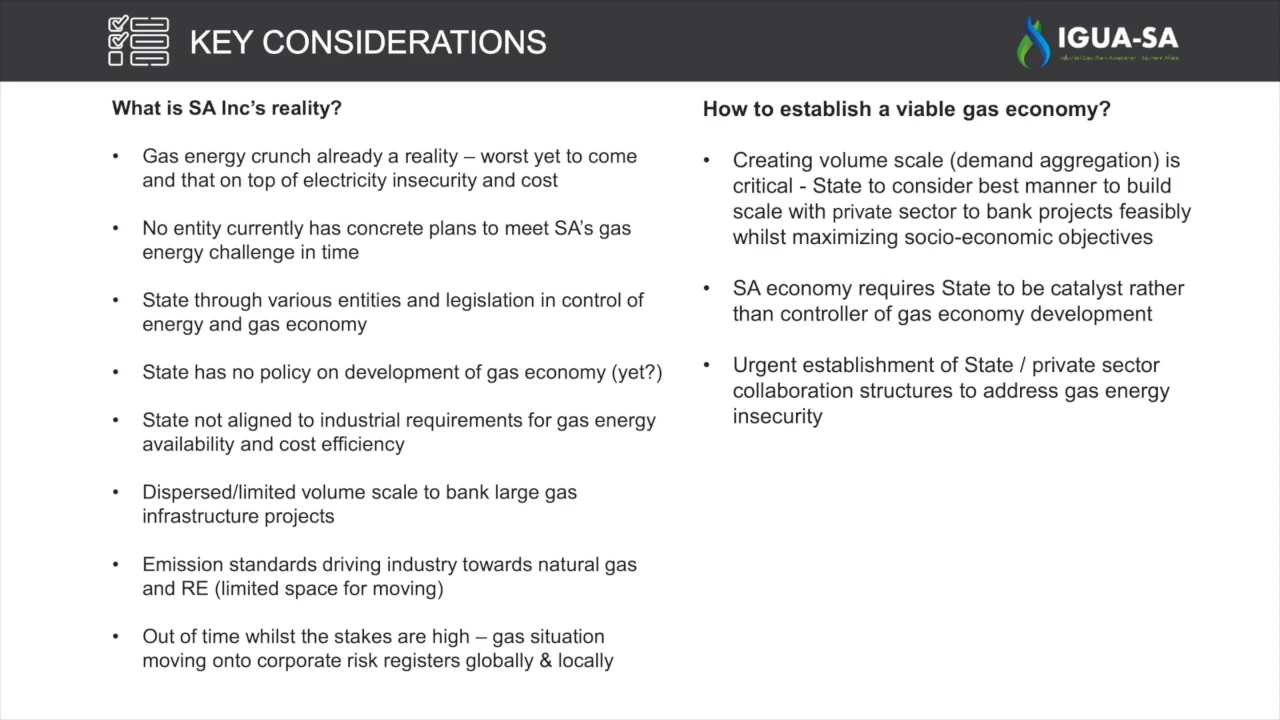 KEY CONSIDERATIONS
IGUA-SA
Industrial Gas Users Association - Southern Africa
What is SA Inc's reality?
• Gas energy crunch already a reality – worst yet to come
and that on top of electricity insecurity and cost
• No entity currently has concrete plans to meet SA's gas
energy challenge in time
• State through various entities and legislation in control of
energy and gas economy
• State has no policy on development of gas economy (yet?)
• State not aligned to industrial requirements for gas energy
availability and cost efficiency
• Dispersed/limited volume scale to bank large gas
infrastructure projects
• Emission standards driving industry towards natural gas
and RE (limited space for moving)
• Out of time whilst the stakes are high – gas situation
moving onto corporate risk registers globally & locally
How to establish a viable gas economy?
• Creating volume scale (demand aggregation) is
critical - State to consider best manner to build
scale with private sector to bank projects feasibly
whilst maximizing socio-economic objectives
• SA economy requires State to be catalyst rather
than controller of gas economy development
• Urgent establishment of State / private sector
collaboration structures to address gas energy
insecurity